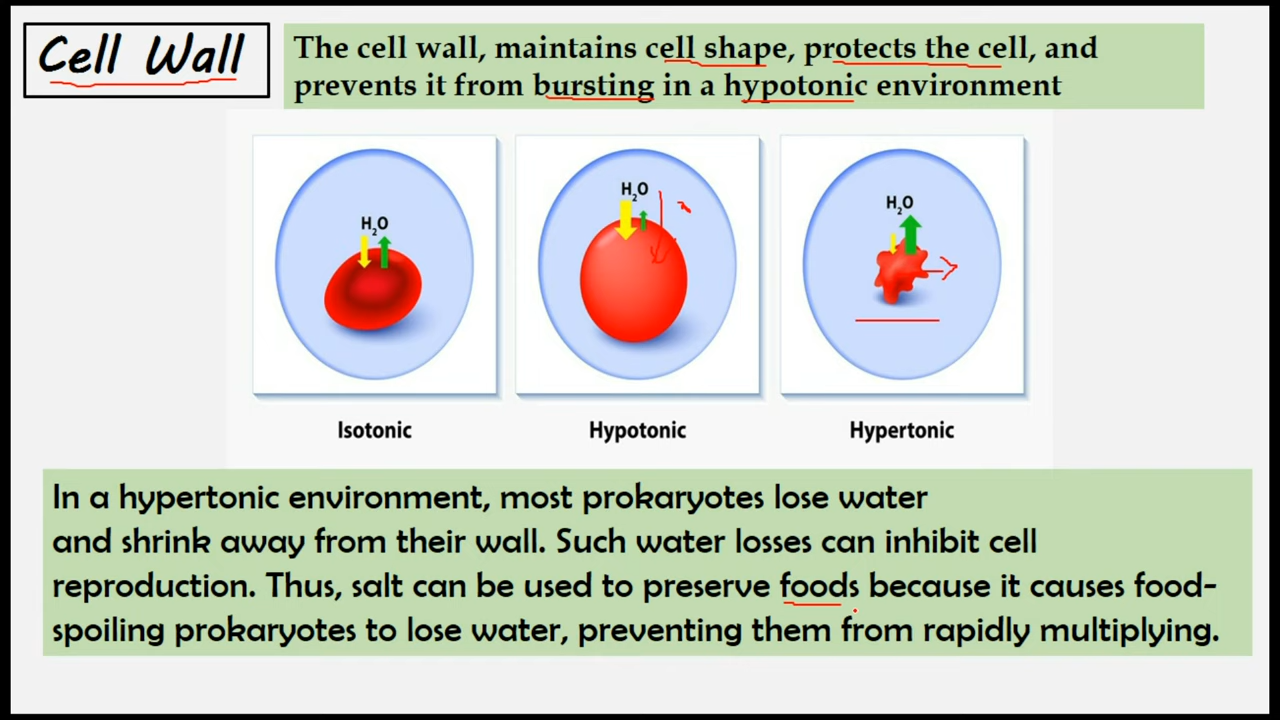 Cell Wall
The cell wall, maintains cell shape, protects the cell, and
prevents it from bursting in a hypotonic environment
H₂O
H₂O
H₂O
Isotonic
Hypotonic
Hypertonic
In a hypertonic environment, most prokaryotes lose water
and shrink away from their wall. Such water losses can inhibit cell
reproduction. Thus, salt can be used to preserve foods because it causes food-
spoiling prokaryotes to lose water, preventing them from rapidly multiplying.